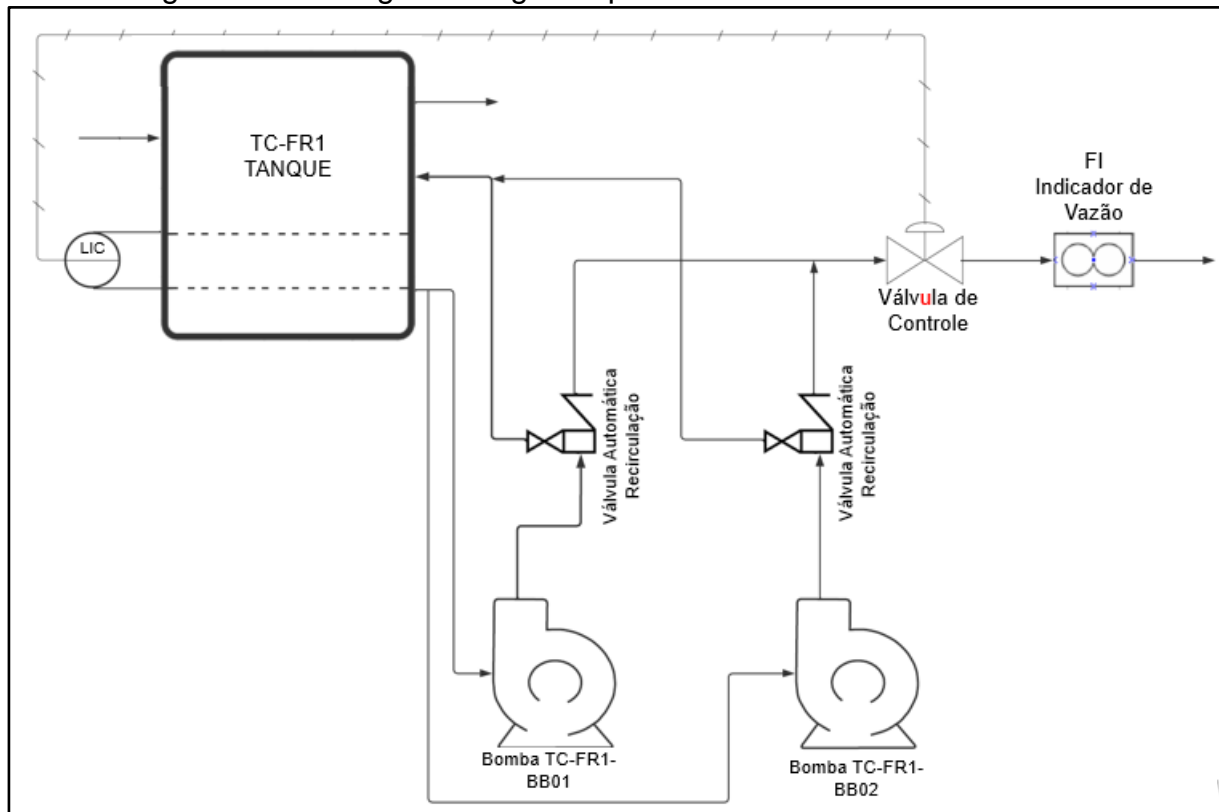 TC-FR1
TANQUE
LIC
FI
Indicador de
Vazão
Válvula de
Controle
Válvula Automática
Recirculação
Válvula Automática
Recirculação
Bomba TC-FR1-
BB01
Bomba TC-FR1-
BB02